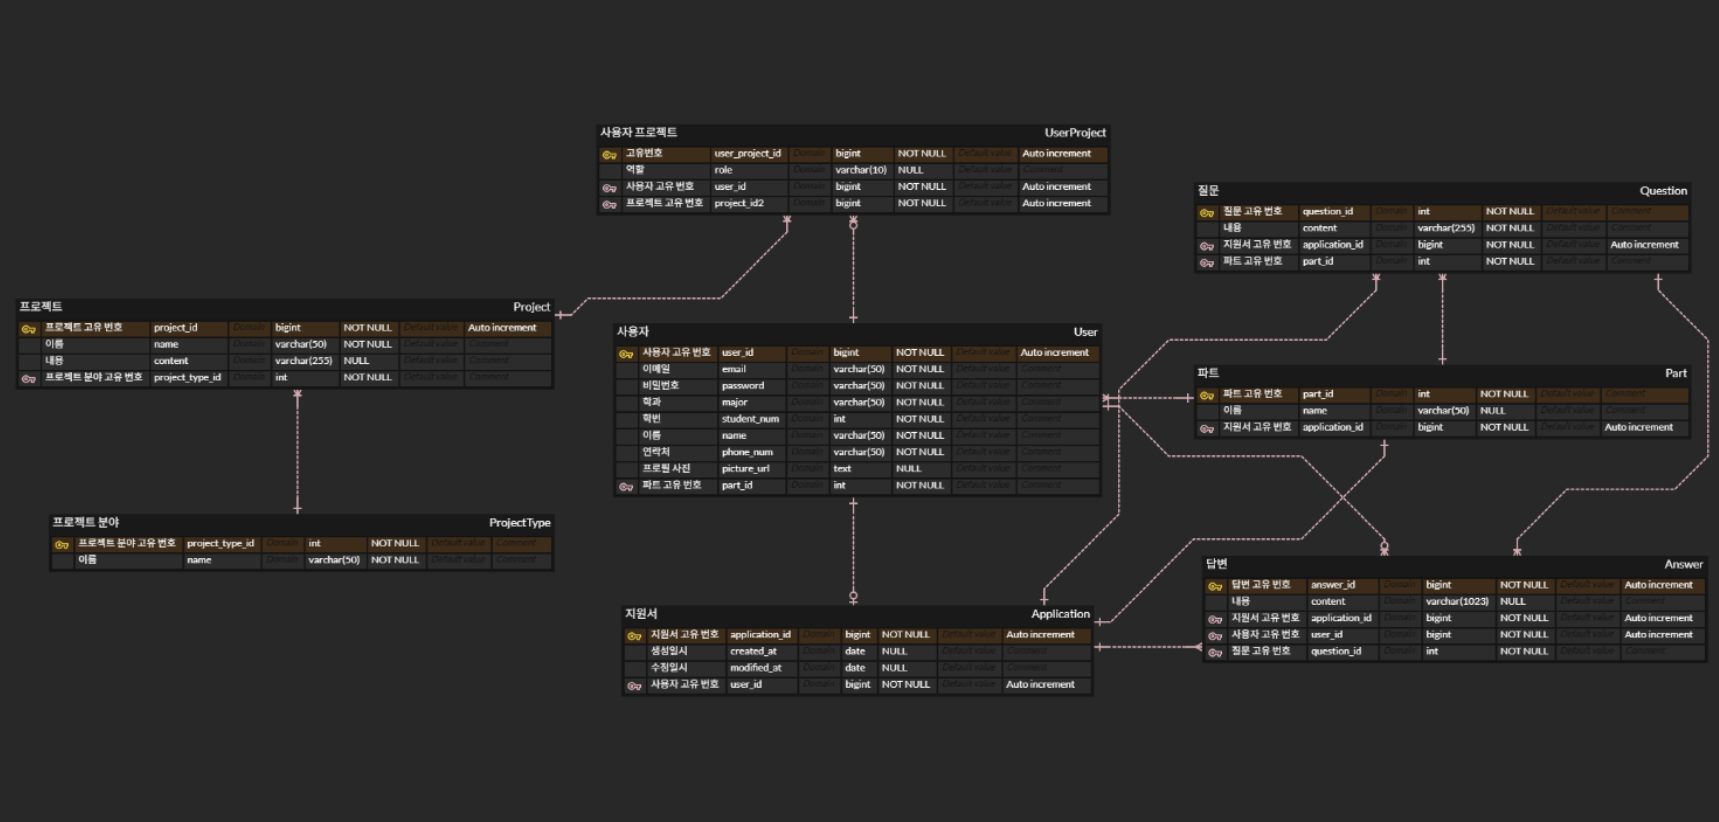 사용자 프로젝트 UserProject
고유번호 user_project_id Domain bigint NOT NULL Default value Auto increment
역할 role Domain varchar(10) NULL Default value Comment
사용자 고유 번호 user_id Domain bigint NOT NULL Default value Auto increment
프로젝트 고유 번호 project_id2 Domain bigint NOT NULL Default value Auto increment
질문 Question
질문 고유 번호 question_id Domain int NOT NULL Default value Comment
내용 content Domain varchar(255) NOT NULL Default value Comment
지원서 고유 번호 application_id Domain bigint NOT NULL Default value Auto increment
파트 고유 번호 part_id Domain int NOT NULL Default value Comment
프로젝트 Project
프로젝트 고유 번호 project_id Domain bigint NOT NULL Default value Auto increment
이름 name Domain varchar(50) NOT NULL Default value Comment
내용 content Domain varchar(255) NULL Default value Comment
프로젝트 분야 고유 번호 project_type_id Domain int NOT NULL Default value Comment
사용자 User
사용자 고유 번호 user_id Domain bigint NOT NULL Default value Auto increment
이메일 email Domain varchar(50) NOT NULL Default value Comment
비밀번호 password Domain varchar(50) NOT NULL Default value Comment
학과 major Domain varchar(50) NOT NULL Default value Comment
학번 student_num Domain int NOT NULL Default value Comment
이름 name Domain varchar(50) NOT NULL Default value Comment
연락처 phone_num Domain varchar(50) NOT NULL Default value Comment
프로필 사진 picture_url Domain text NULL Default value Comment
파트 고유 번호 part_id Domain int NOT NULL Default value Comment
파트 Part
파트 고유 번호 part_id Domain int NOT NULL Default value Comment
이름 name Domain varchar(50) NULL Default value Comment
지원서 고유 번호 application_id Domain bigint NOT NULL Default value Auto increment
프로젝트 분야 ProjectType
프로젝트 분야 고유 번호 project_type_id Domain int NOT NULL Default value Comment
이름 name Domain varchar(50) NOT NULL Default value Comment
답변 Answer
답변 고유 번호 answer_id Domain bigint NOT NULL Default value Auto increment
내용 content Domain varchar(1023) NULL Default value Comment
지원서 고유 번호 application_id Domain bigint NOT NULL Default value Auto increment
사용자 고유 번호 user_id Domain bigint NOT NULL Default value Auto increment
질문 고유 번호 question_id Domain int NOT NULL Default value Comment
지원서 Application
지원서 고유 번호 application_id Domain bigint NOT NULL Default value Auto increment
생성일시 created_at Domain date NULL Default value Comment
수정일시 modified_at Domain date NULL Default value Comment
사용자 고유 번호 user_id Domain bigint NOT NULL Default value Auto increment